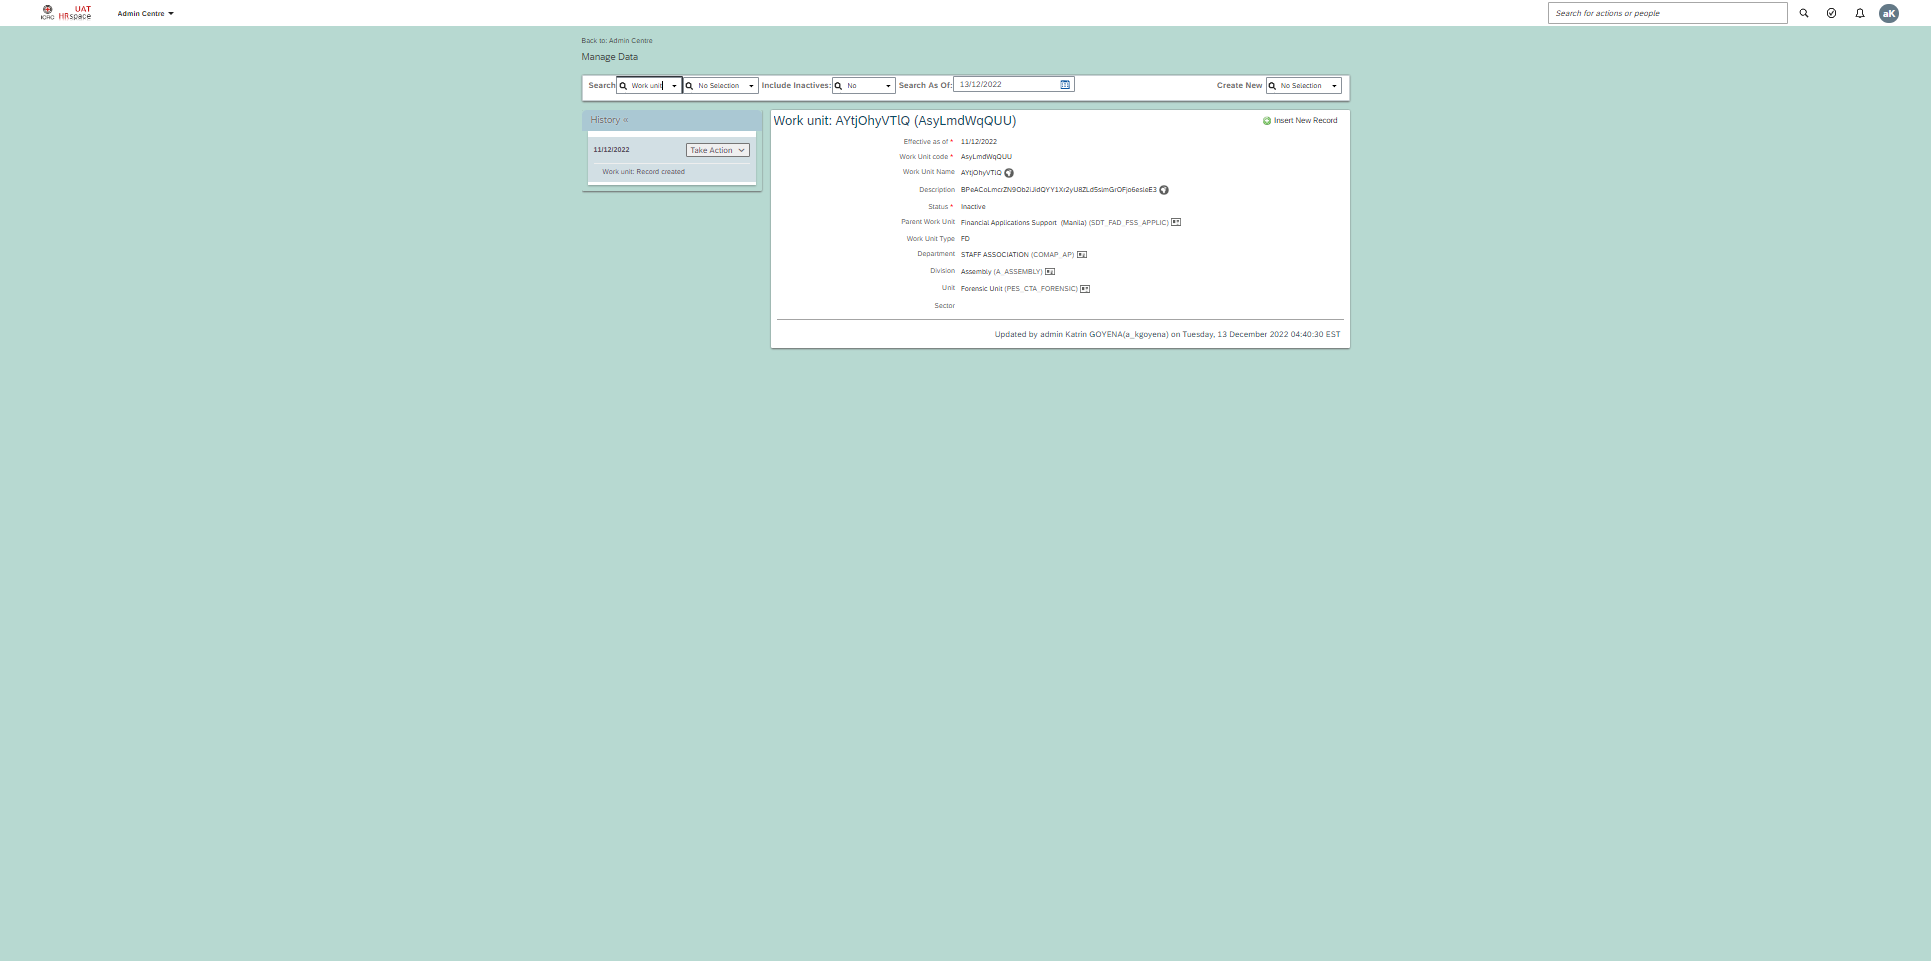 ICRC
UAT
HRspace
Admin Centre
Search for actions or people
aK
Back to: Admin Centre
Manage Data
Search Work unit No Selection Include Inactives: No Search As Of: 13/12/2022 Create New No Selection
History «
11/12/2022 Take Action
Work unit: Record created
Work unit: AYtjOhyVTlQ (AsyLmdWqQUU)
Insert New Record
Effective as of * 11/12/2022
Work Unit code * AsyLmdWqQUU
Work Unit Name AYtjOhyVTlQ
Description
Status * Inactive
Parent Work Unit Financial Applications Support (Manila) (SDT_FAD_FSS_APPLIC)
Work Unit Type FD
Department STAFF ASSOCIATION (COMAP_AP)
Division Assembly (A_ASSEMBLY)
Unit Forensic Unit (PES_CTA_FORENSIC)
Sector
Updated by admin Katrin GOYENA(a_kgoyena) on Tuesday, 13 December 2022 04:40:30 EST